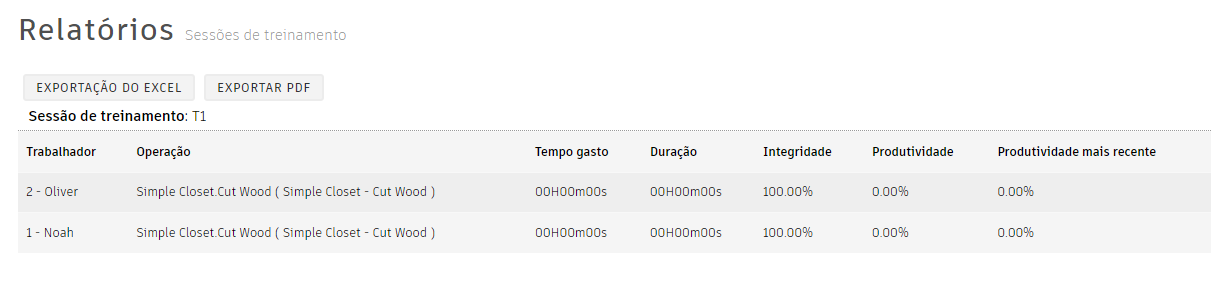 Relatórios Sessões de treinamento
EXPORTAÇÃO DO EXCEL EXPORTAR PDF
Sessão de treinamento: T1
Trabalhador Operação Tempo gasto Duração Integridade Produtividade Produtividade mais recente
2 - Oliver Simple Closet.Cut Wood ( Simple Closet - Cut Wood ) 00H00m00s 00H00m00s 100.00% 0.00% 0.00%
1 - Noah Simple Closet.Cut Wood ( Simple Closet - Cut Wood ) 00H00m00s 00H00m00s 100.00% 0.00% 0.00%